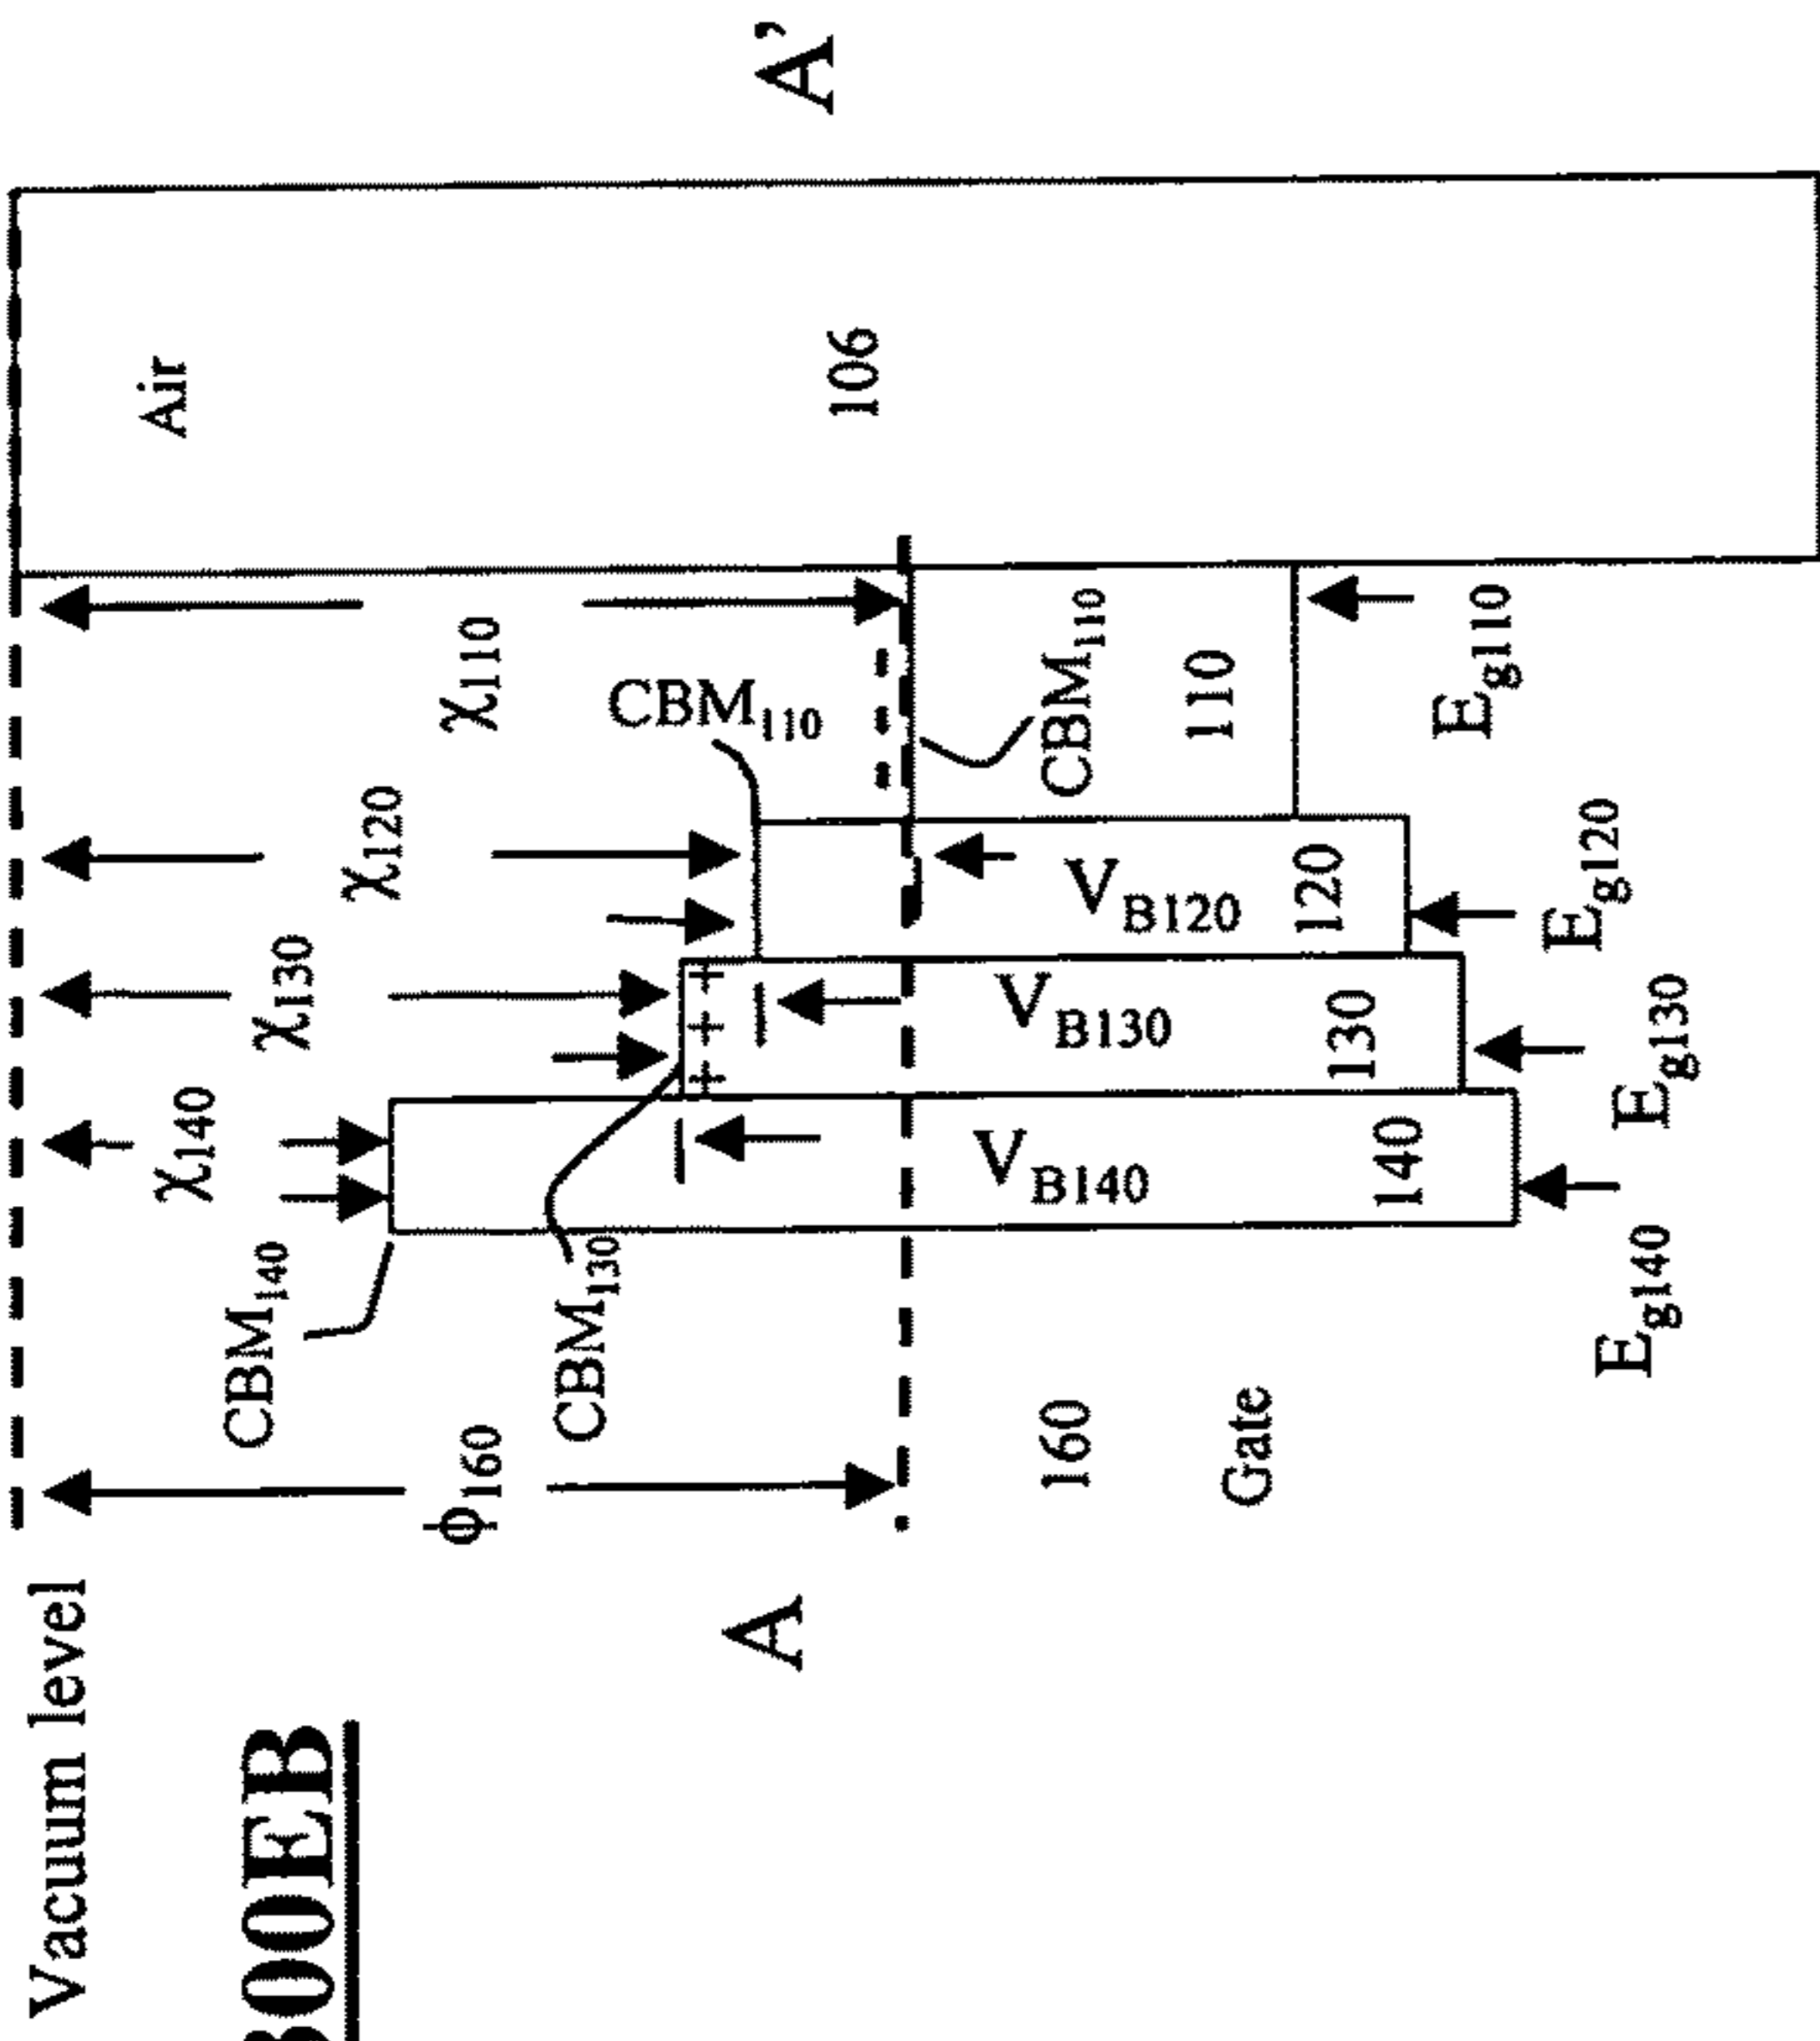 Vacuum level
300EB
A
A’
Air
106
ϕ160
χ140
χ130
χ120
χ110
CBM140
CBM130
CBM110
CBM110
+ + +
VB140
VB130
VB120
160
Gate
140
130
120
110
Eg140
Eg130
Eg120
Eg110